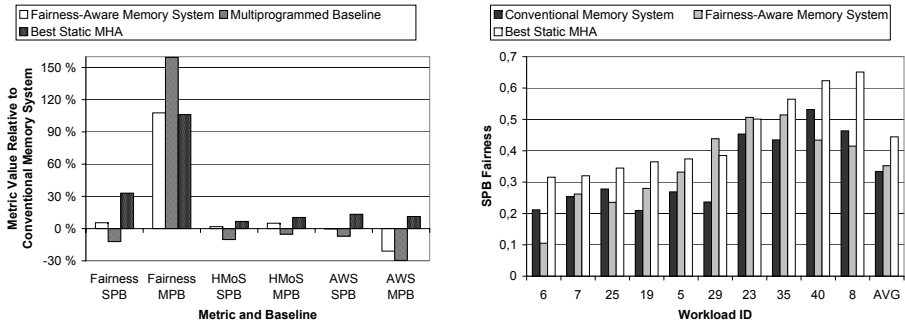 Fairness-Aware Memory System
Multiprogrammed Baseline
Best Static MHA
Metric Value Relative to
Conventional Memory System
150 %
120 %
90 %
60 %
30 %
0 %
-30 %
Fairness
SPB
Fairness
MPB
HMoS
SPB
HMoS
MPB
AWS
SPB
AWS
MPB
Metric and Baseline
Conventional Memory System
Fairness-Aware Memory System
Best Static MHA
SPB Fairness
0,7
0,6
0,5
0,4
0,3
0,2
0,1
0
6 7 25 19 5 29 23 35 40 8 AVG
Workload ID